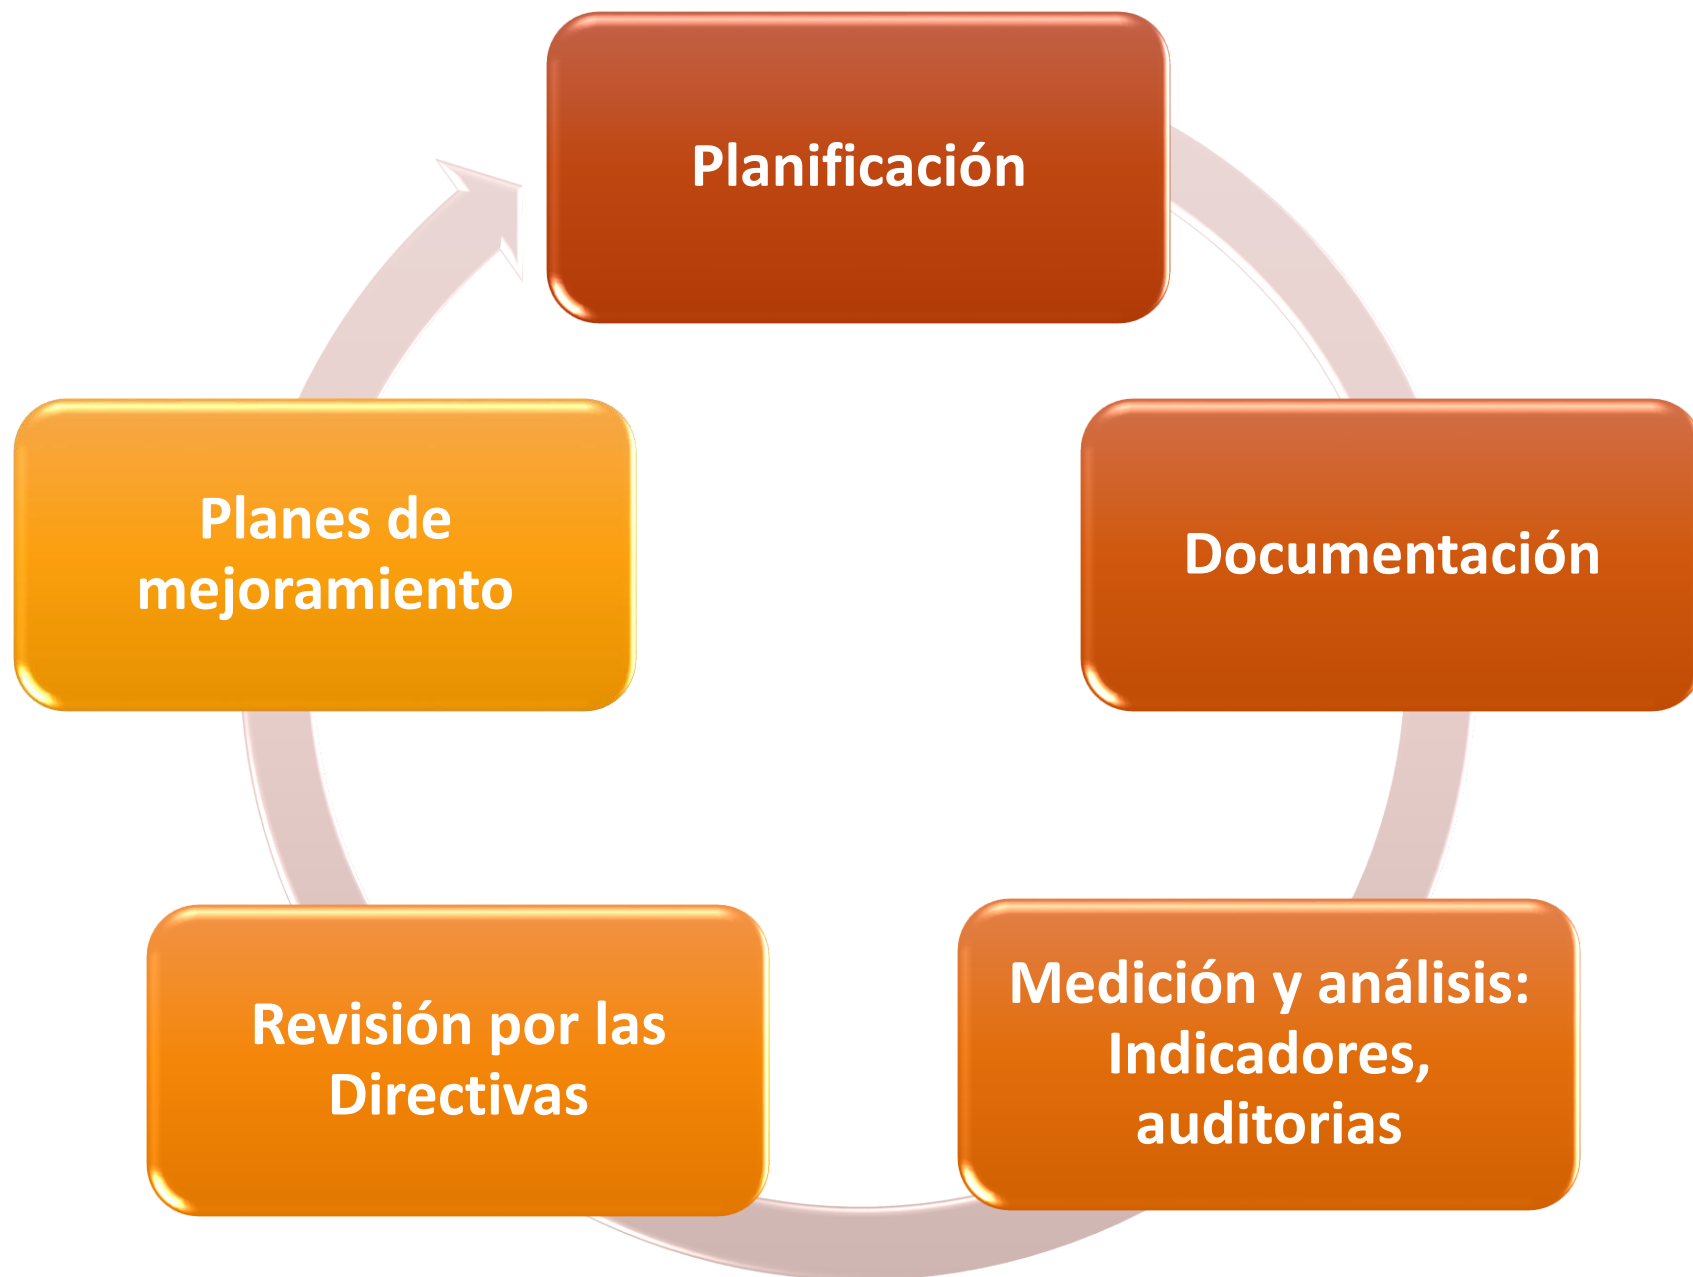 Planificación
Documentación
Medición y análisis:
Indicadores,
auditorias
Revisión por las
Directivas
Planes de
mejoramiento